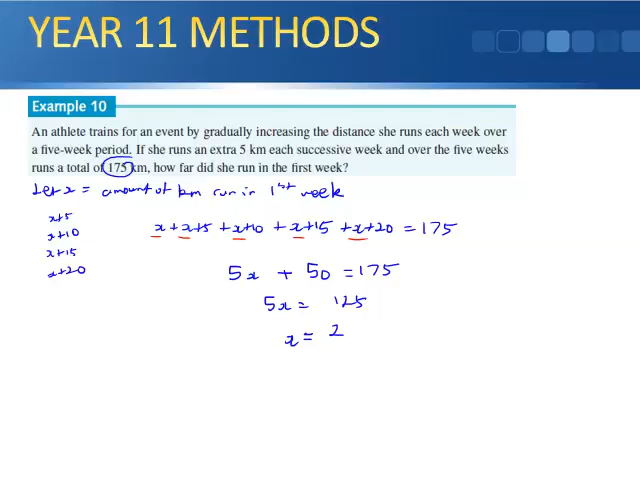 YEAR 11 METHODS
Example 10
An athlete trains for an event by gradually increasing the distance she runs each week over
a five-week period. If she runs an extra 5 km each successive week and over the five weeks
runs a total of 175 km, how far did she run in the first week?
Let x = amount of km run in 1st week
x+5
x+10
x+15
x+20
x + x+5 + x+10 + x+15 + x+20 = 175
5x + 50 = 175
5x = 125
x = 2